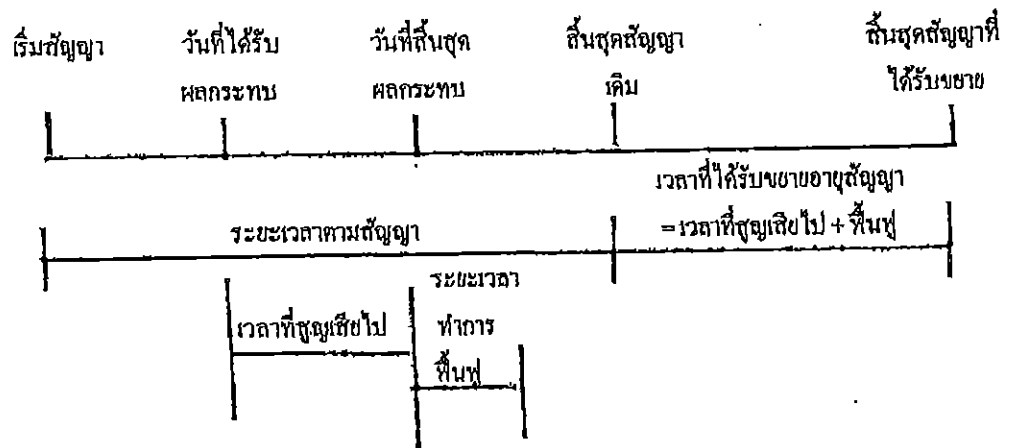 เริ่มสัญญา วันที่ได้รับ วันที่สิ้นสุด สิ้นสุดสัญญา สิ้นสุดสัญญาที่
ผลกระทบ ผลกระทบ เดิม ได้รับขยาย
เวลาที่ได้รับขยายอายุสัญญา
ระยะเวลาตามสัญญา =เวลาที่สูญเสียไป + ฟื้นฟู
ระยะเวลา
เวลาที่สูญเสียไป ทำการ
ฟื้นฟู